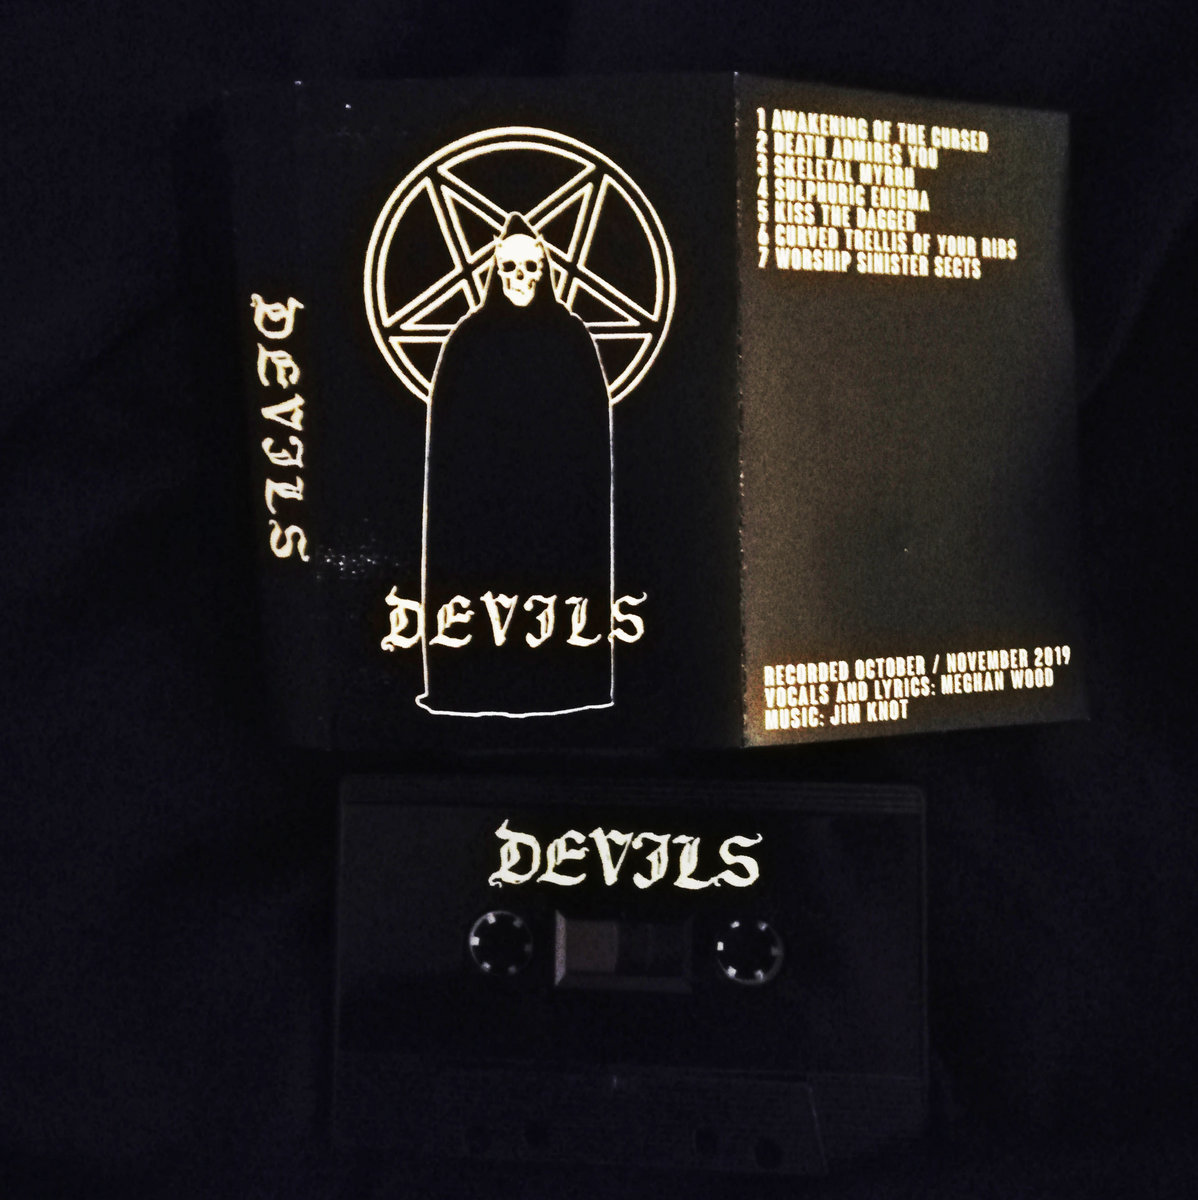 DEVILS
DEVILS
1 AWAKENING OF THE CURSED
2 DEATH ADMIRES YOU
3 SKELETAL MYRRH
4 SULPHURIC ENIGMA
5 KISS THE DAGGER
6 CURVED TRELLIS OF YOUR RIBS
7 WORSHIP SINISTER SECTS
RECORDED OCTOBER / NOVEMBER 2019
VOCALS AND LYRICS: MEGHAN WOOD
MUSIC: JIM KNOT
DEVILS